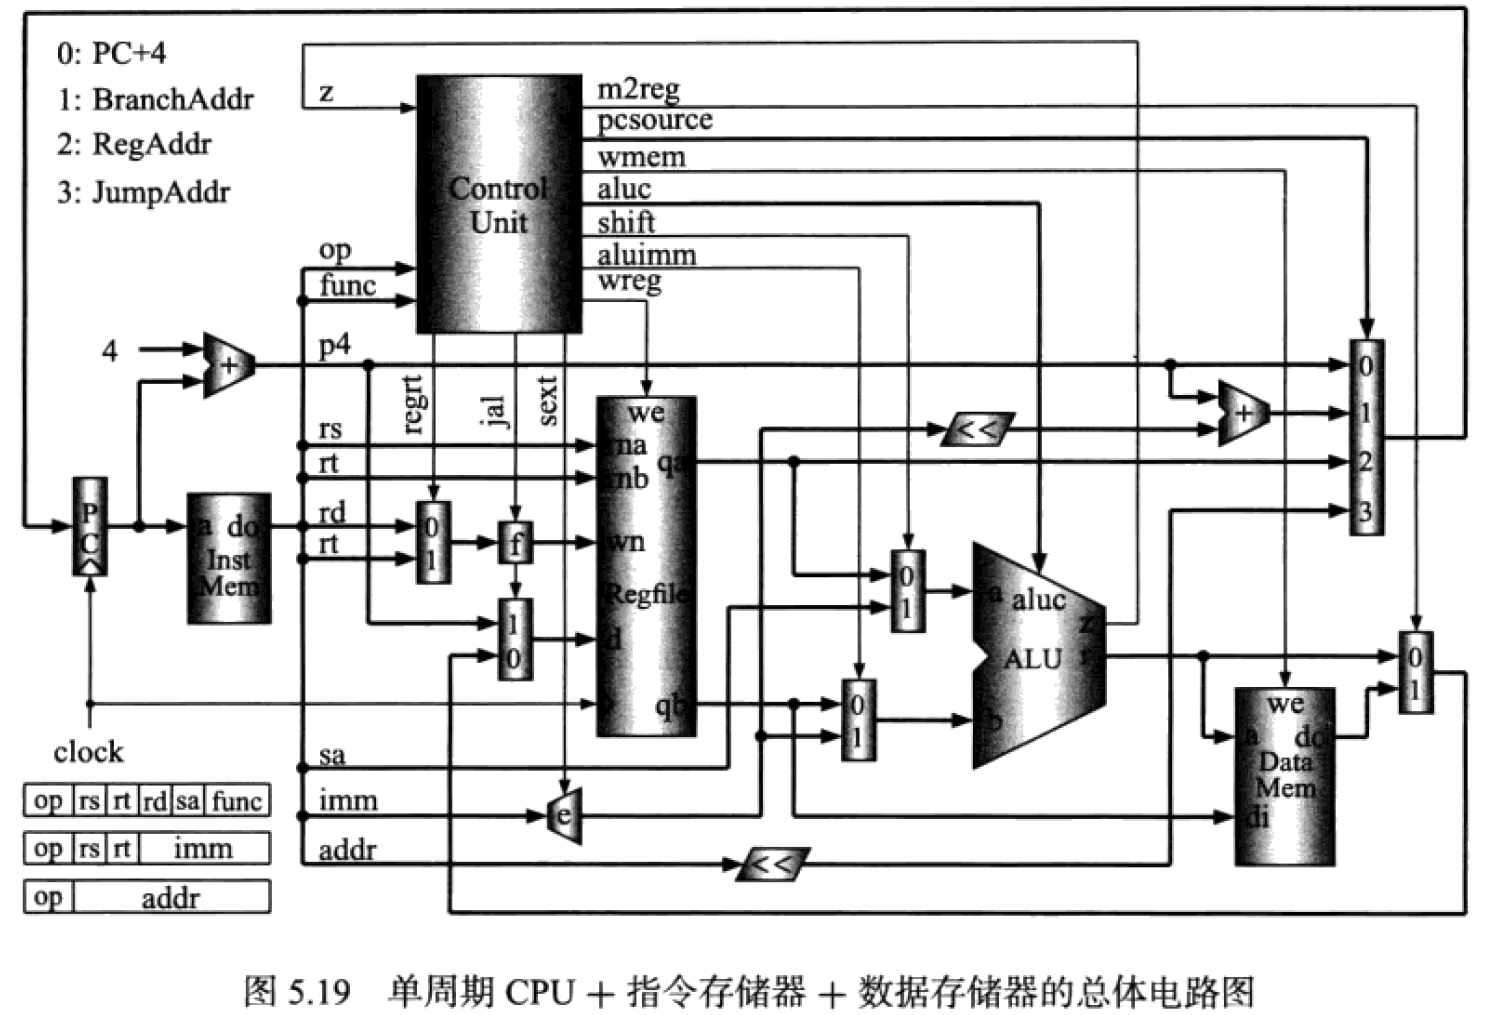 0: PC+4
1: BranchAddr
2: RegAddr
3: JumpAddr
z
Control
Unit
m2reg
pcsource
wmem
aluc
shift
aluimm
wreg
op
func
4
+
p4
regrt
jal
sext
rs
rt
rd
rt
P
C
a do
Inst
Mem
0
1
f
1
0
we
rna
rnb
qa
wn
Regfile
d
qb
<<
+
0
1
2
3
0
1
0
1
a aluc
z
ALU r
b
0
1
we
a do
Data
Mem
di
clock
sa
imm
e
addr
<<
op rs rt rd sa func
op rs rt imm
op addr
图 5.19 单周期 CPU + 指令存储器 + 数据存储器的总体电路图